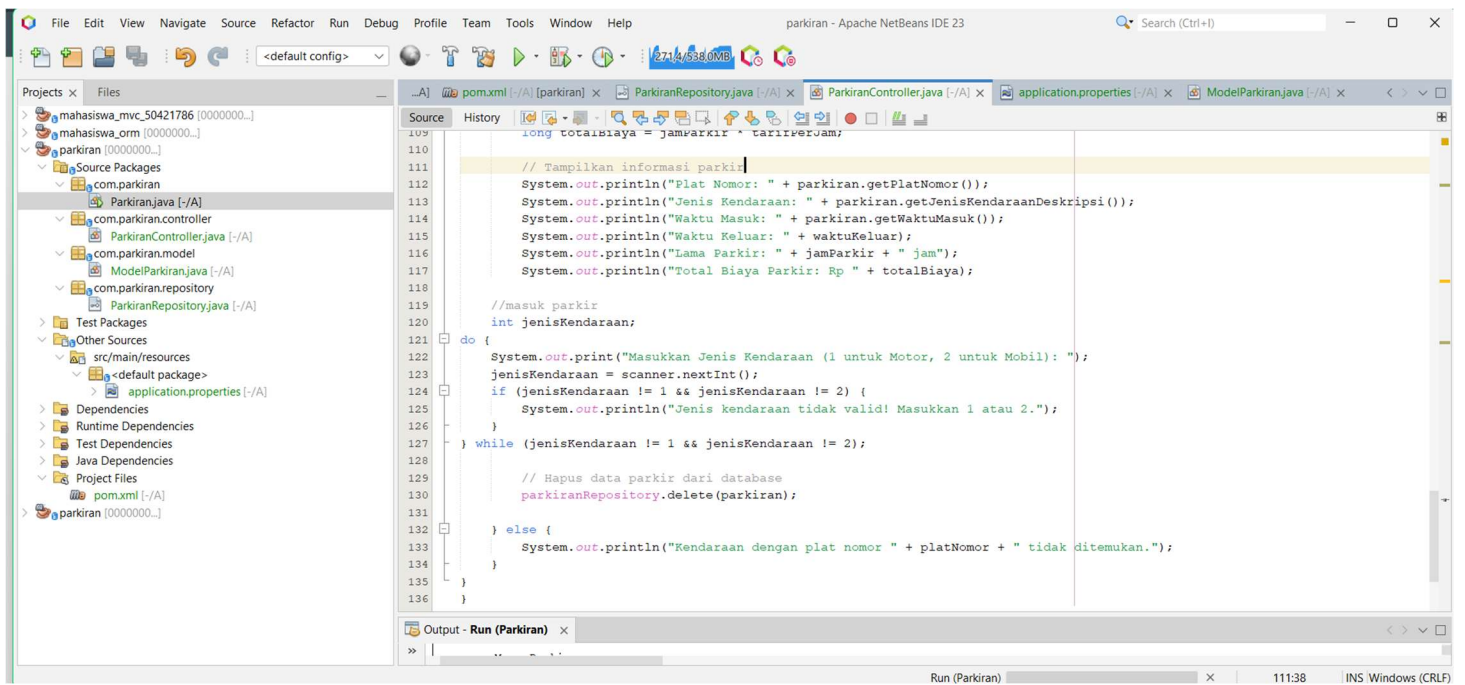 File Edit View Navigate Source Refactor Run Debug Profile Team Tools Window Help parkiran - Apache NetBeans IDE 23 Search (Ctrl+I)
<default config> 271,4/538,0MB
Projects Files
mahasiswa_mvc_50421786 [0000000...]
mahasiswa_orm [0000000...]
parkiran [0000000...]
Source Packages
com.parkiran
Parkiran.java [-/A]
com.parkiran.controller
ParkiranController.java [-/A]
com.parkiran.model
ModelParkiran.java [-/A]
com.parkiran.repository
ParkiranRepository.java [-/A]
Test Packages
Other Sources
src/main/resources
<default package>
application.properties [-/A]
Dependencies
Runtime Dependencies
Test Dependencies
Java Dependencies
Project Files
pom.xml [-/A]
parkiran [0000000...]
...A] pom.xml [-/A] [parkiran] ParkiranRepository.java [-/A] ParkiranController.java [-/A] application.properties [-/A] ModelParkiran.java [-/A]
Source History
109 long totalBiaya = jamParkir * tarifPerJam;
110
111 // Tampilkan informasi parkir
112 System.out.println("Plat Nomor: " + parkiran.getPlatNomor());
113 System.out.println("Jenis Kendaraan: " + parkiran.getJenisKendaraanDeskripsi());
114 System.out.println("Waktu Masuk: " + parkiran.getWaktuMasuk());
115 System.out.println("Waktu Keluar: " + waktuKeluar);
116 System.out.println("Lama Parkir: " + jamParkir + " jam");
117 System.out.println("Total Biaya Parkir: Rp " + totalBiaya);
118
119 //masuk parkir
120 int jenisKendaraan;
121 do {
122 System.out.print("Masukkan Jenis Kendaraan (1 untuk Motor, 2 untuk Mobil): ");
123 jenisKendaraan = scanner.nextInt();
124 if (jenisKendaraan != 1 && jenisKendaraan != 2) {
125 System.out.println("Jenis kendaraan tidak valid! Masukkan 1 atau 2.");
126 }
127 } while (jenisKendaraan != 1 && jenisKendaraan != 2);
128
129 // Hapus data parkir dari database
130 parkiranRepository.delete(parkiran);
131
132 } else {
133 System.out.println("Kendaraan dengan plat nomor " + platNomor + " tidak ditemukan.");
134 }
135 }
136 }
Output - Run (Parkiran)
Run (Parkiran) 111:38 INS Windows (CRLF)